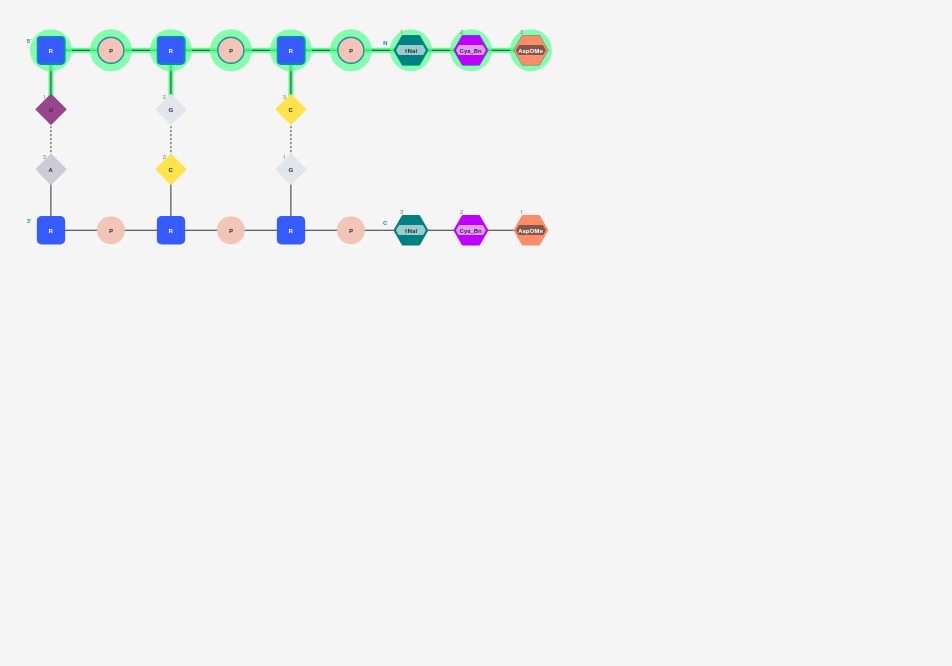 5' R P R P R P N 1 tNal 2 Cys_Bn 3 AspOMe
1 U 2 G 3 C
3 A 2 C 1 G
3' R P R P R P C 3 tNal 2 Cys_Bn 1 AspOMe